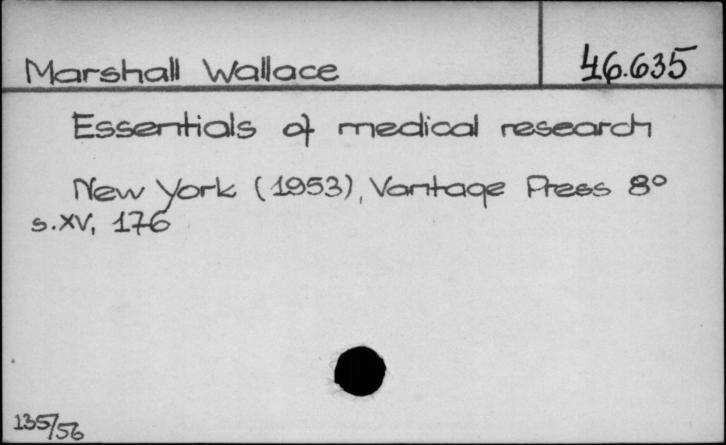 Marshall Wallace
46.635
Essentials of medical research
New York (1953), Vantage Press 8°
s.XV, 176
135/56